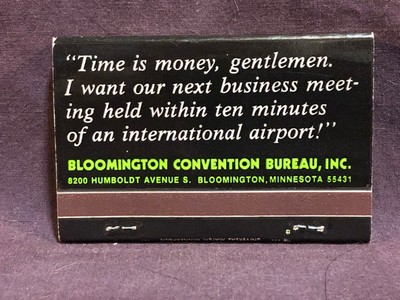 “Time is money, gentlemen.
I want our next business meet-
ing held within ten minutes
of an international airport!”
BLOOMINGTON CONVENTION BUREAU, INC.
8200 HUMBOLDT AVENUE S. BLOOMINGTON, MINNESOTA 55431